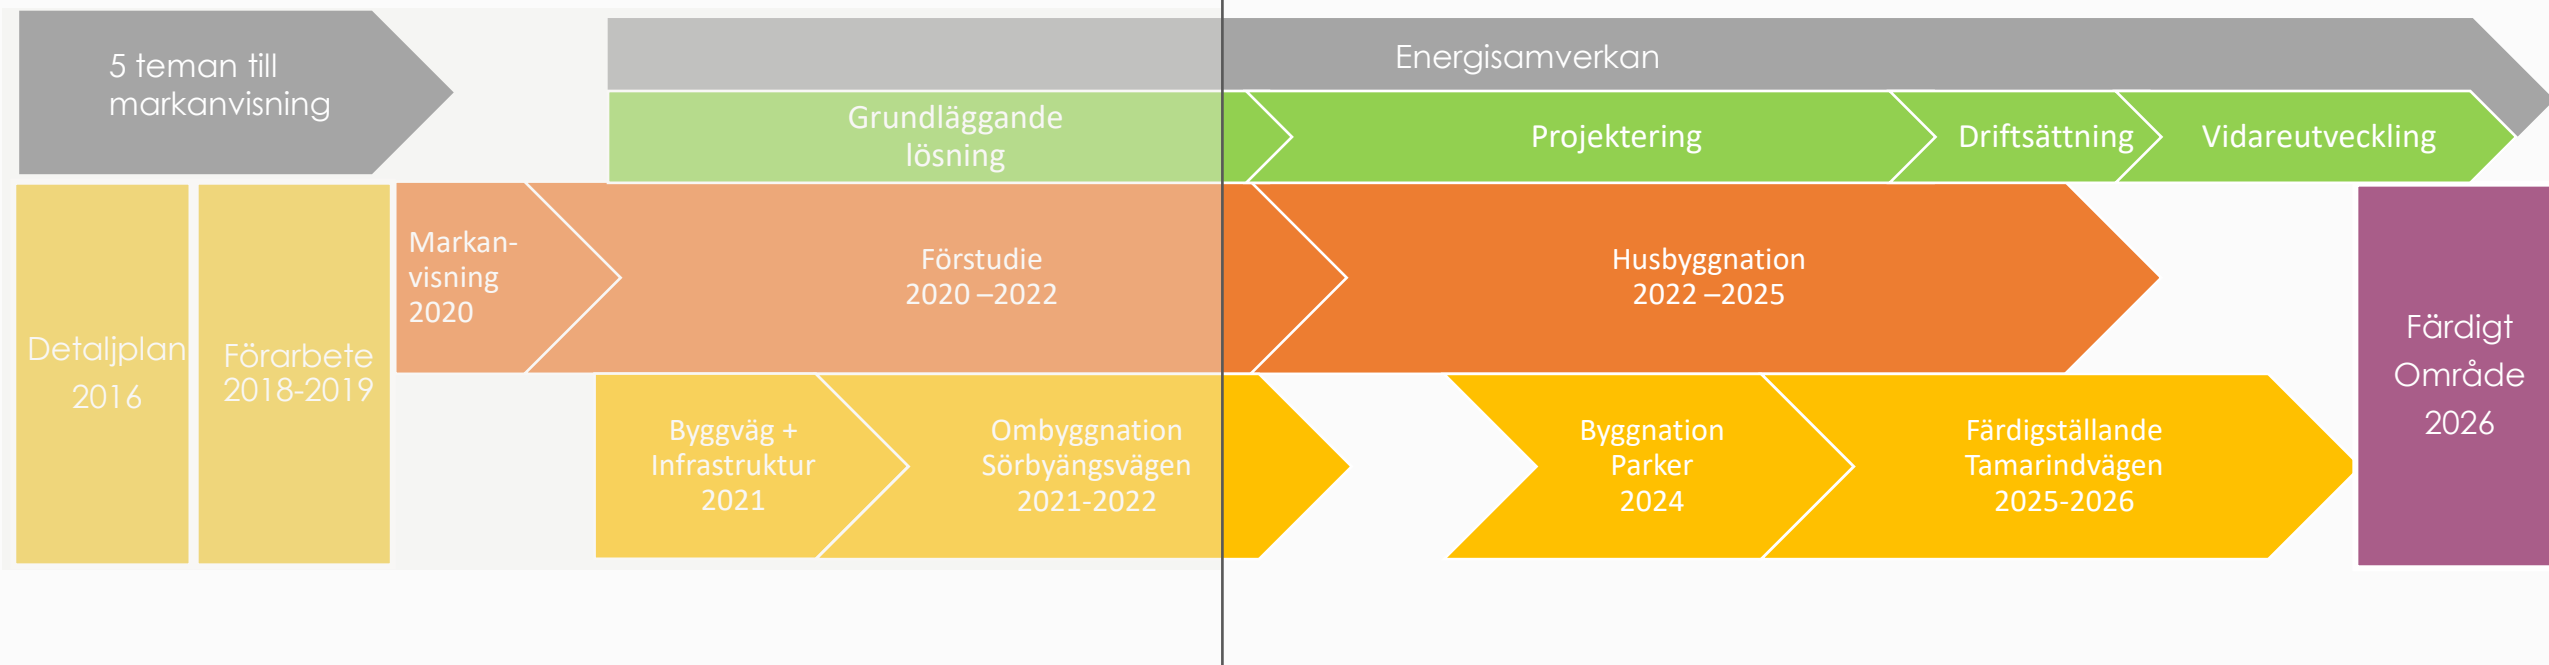 5 teman till
markanvisning
Energisamverkan
Grundläggande
lösning
Projektering
Driftsättning
Vidareutveckling
Detaljplan
2016
Förarbete
2018-2019
Markan-
visning
2020
Förstudie
2020 –2022
Husbyggnation
2022 –2025
Byggväg +
Infrastruktur
2021
Ombyggnation
Sörbyängsvägen
2021-2022
Byggnation
Parker
2024
Färdigställande
Tamarindvägen
2025-2026
Färdigt
Område
2026